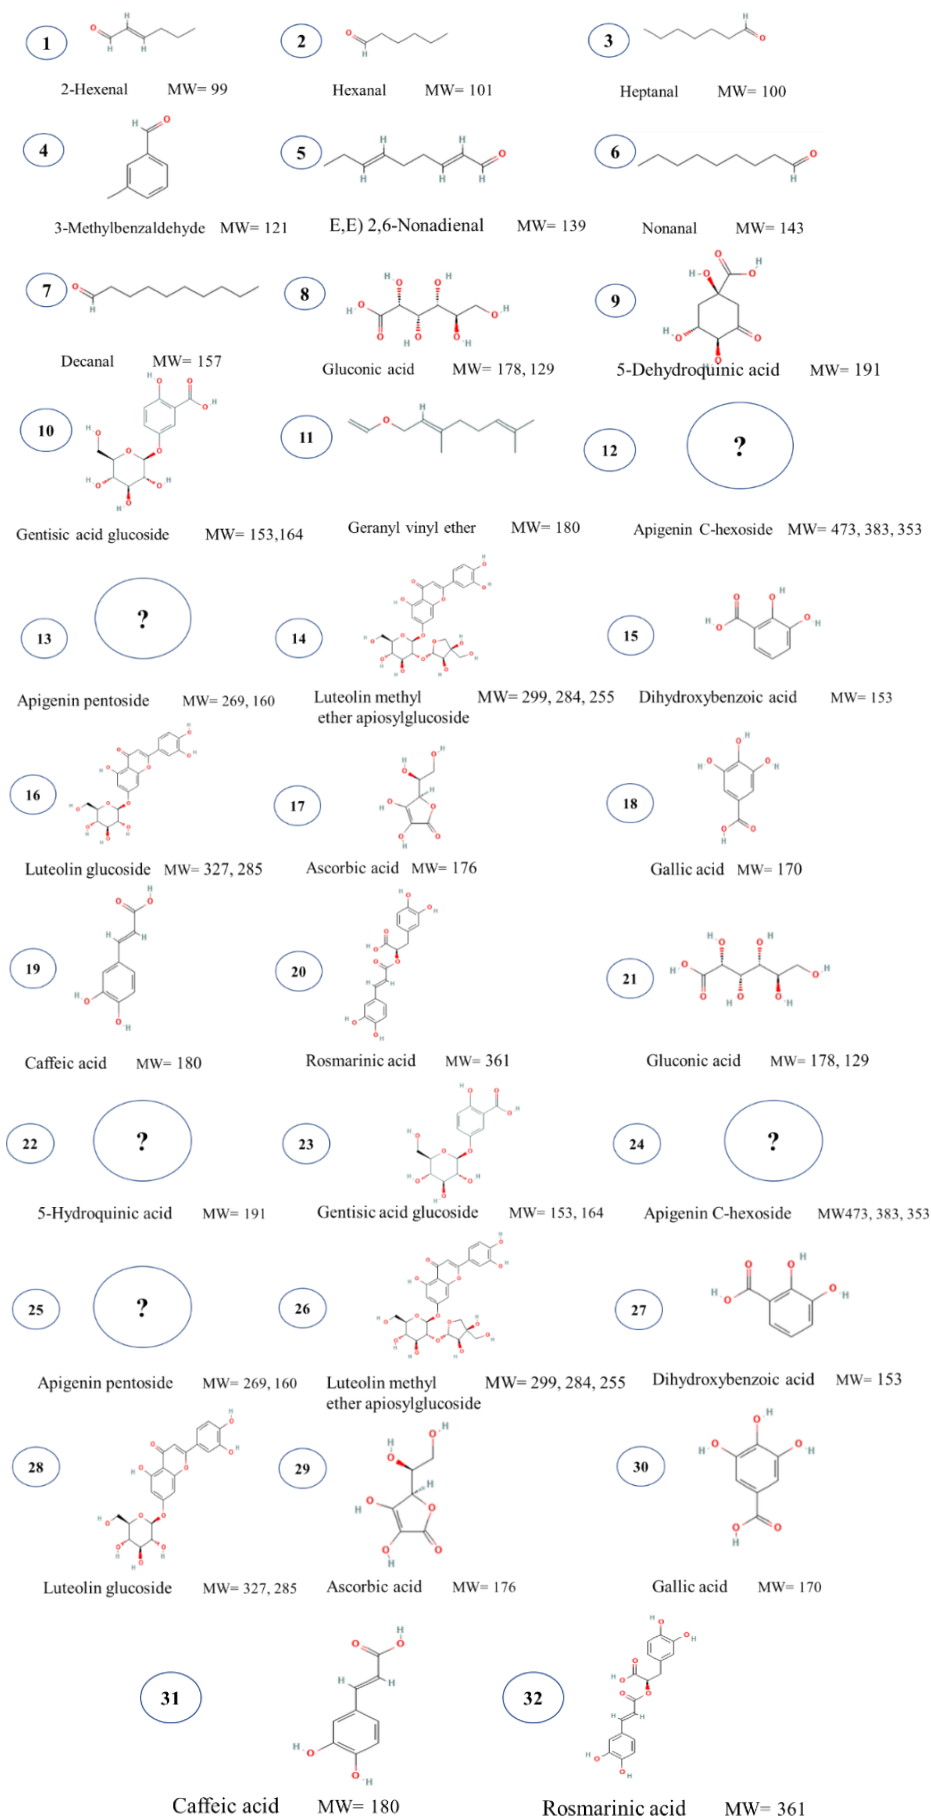 1
2
3
2-Hexenal MW= 99
Hexanal MW= 101
Heptanal MW= 100
4
5
6
3-Methylbenzaldehyde MW= 121
E,E) 2,6-Nonadienal MW= 139
Nonanal MW= 143
7
8
9
Decanal MW= 157
Gluconic acid MW= 178, 129
5-Dehydroquinic acid MW= 191
10
11
12
?
Gentisic acid glucoside MW= 153,164
Geranyl vinyl ether MW= 180
Apigenin C-hexoside MW= 473, 383, 353
13
?
14
15
Apigenin pentoside MW= 269, 160
Luteolin methyl MW= 299, 284, 255
ether apiosylglucoside
Dihydroxybenzoic acid MW= 153
16
17
18
Luteolin glucoside MW= 327, 285
Ascorbic acid MW= 176
Gallic acid MW= 170
19
20
21
Caffeic acid MW= 180
Rosmarinic acid MW= 361
Gluconic acid MW= 178, 129
22
?
23
24
?
5-Hydroquinic acid MW= 191
Gentisic acid glucoside MW= 153, 164
Apigenin C-hexoside MW473, 383, 353
25
?
26
27
Apigenin pentoside MW= 269, 160
Luteolin methyl MW= 299, 284, 255
ether apiosylglucoside
Dihydroxybenzoic acid MW= 153
28
29
30
Luteolin glucoside MW= 327, 285
Ascorbic acid MW= 176
Gallic acid MW= 170
31
32
Caffeic acid MW= 180
Rosmarinic acid MW= 361